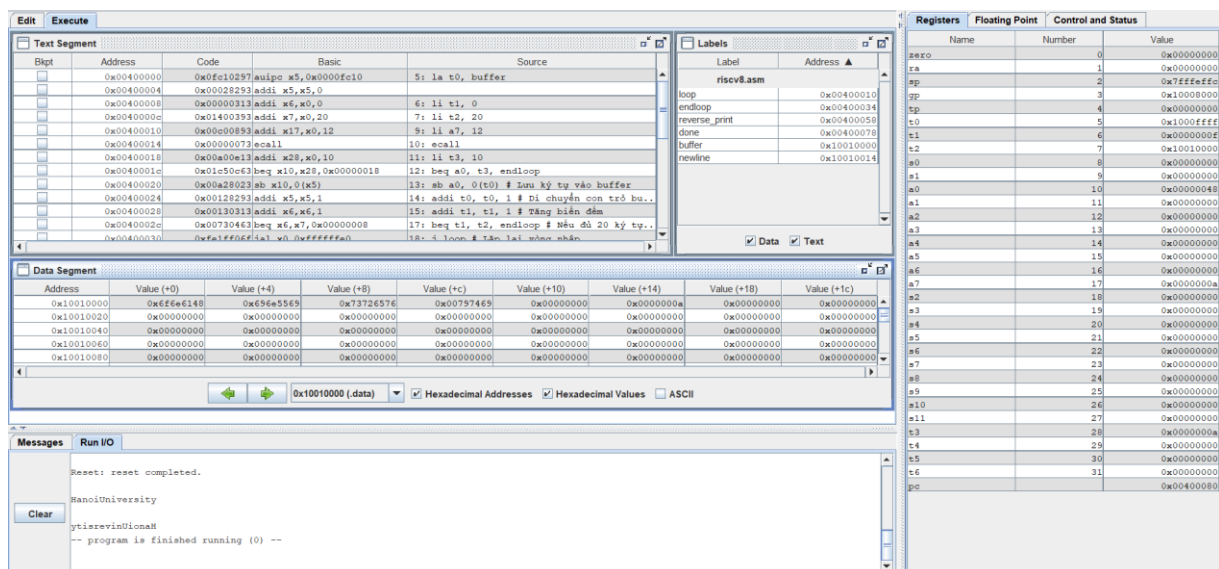 Edit Execute
Text Segment
Bkpt Address Code Basic Source
0x00400000 0x0fc10297 auipc x5,0x0000fc10 5: la t0, buffer
0x00400004 0x00028293 addi x5,x5,0
0x00400008 0x00000313 addi x6,x0,0 6: li t1, 0
0x0040000c 0x01400393 addi x7,x0,20 7: li t2, 20
0x00400010 0x00c00893 addi x17,x0,12 9: li a7, 12
0x00400014 0x00000073 ecall 10: ecall
0x00400018 0x00a00e13 addi x28,x0,10 11: li t3, 10
0x0040001c 0x01c50c63 beq x10,x28,0x00000018 12: beq a0, t3, endloop
0x00400020 0x00a28023 sb x10,0(x5) 13: sb a0, 0(t0) # Lưu ký tự vào buffer
0x00400024 0x00128293 addi x5,x5,1 14: addi t0, t0, 1 # Di chuyển con trỏ bu..
0x00400028 0x00130313 addi x6,x6,1 15: addi t1, t1, 1 # Tăng biến đếm
0x0040002c 0x00730463 beq x6,x7,0x00000008 17: beq t1, t2, endloop # Nếu đủ 20 ký tự..
0x00400030 0xfe1ff06f jal x0,0xffffffe0 18: j loop # Lặp lại vòng nhập
Labels
Label Address ▲
riscv8.asm
loop 0x00400010
endloop 0x00400034
reverse_print 0x00400058
done 0x00400078
buffer 0x10010000
newline 0x10010014
Data Text
Data Segment
Address Value (+0) Value (+4) Value (+8) Value (+c) Value (+10) Value (+14) Value (+18) Value (+1c)
0x10010000 0x6f6e6148 0x696e5569 0x73726576 0x00797469 0x00000000 0x0000000a 0x00000000 0x00000000
0x10010020 0x00000000 0x00000000 0x00000000 0x00000000 0x00000000 0x00000000 0x00000000 0x00000000
0x10010040 0x00000000 0x00000000 0x00000000 0x00000000 0x00000000 0x00000000 0x00000000 0x00000000
0x10010060 0x00000000 0x00000000 0x00000000 0x00000000 0x00000000 0x00000000 0x00000000 0x00000000
0x10010080 0x00000000 0x00000000 0x00000000 0x00000000 0x00000000 0x00000000 0x00000000 0x00000000
0x10010000 (.data) Hexadecimal Addresses Hexadecimal Values ASCII
Messages Run I/O
Clear
Reset: reset completed.
HanoiUniversity
ytisrevinUionaH
-- program is finished running (0) --
Registers Floating Point Control and Status
Name Number Value
zero 0 0x00000000
ra 1 0x00000000
sp 2 0x7fffeffc
gp 3 0x10008000
tp 4 0x00000000
t0 5 0x1000ffff
t1 6 0x0000000f
t2 7 0x10010000
s0 8 0x00000000
s1 9 0x00000000
a0 10 0x00000048
a1 11 0x00000000
a2 12 0x00000000
a3 13 0x00000000
a4 14 0x00000000
a5 15 0x00000000
a6 16 0x00000000
a7 17 0x0000000a
s2 18 0x00000000
s3 19 0x00000000
s4 20 0x00000000
s5 21 0x00000000
s6 22 0x00000000
s7 23 0x00000000
s8 24 0x00000000
s9 25 0x00000000
s10 26 0x00000000
s11 27 0x00000000
t3 28 0x0000000a
t4 29 0x00000000
t5 30 0x00000000
t6 31 0x00000000
pc 0x00400080